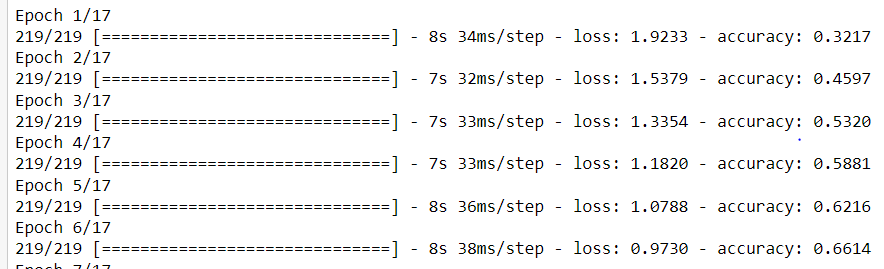 Epoch 1/17
219/219 [==============================] - 8s 34ms/step - loss: 1.9233 - accuracy: 0.3217
Epoch 2/17
219/219 [==============================] - 7s 32ms/step - loss: 1.5379 - accuracy: 0.4597
Epoch 3/17
219/219 [==============================] - 7s 33ms/step - loss: 1.3354 - accuracy: 0.5320
Epoch 4/17
219/219 [==============================] - 7s 33ms/step - loss: 1.1820 - accuracy: 0.5881
Epoch 5/17
219/219 [==============================] - 8s 36ms/step - loss: 1.0788 - accuracy: 0.6216
Epoch 6/17
219/219 [==============================] - 8s 38ms/step - loss: 0.9730 - accuracy: 0.6614
Epoch 7/17